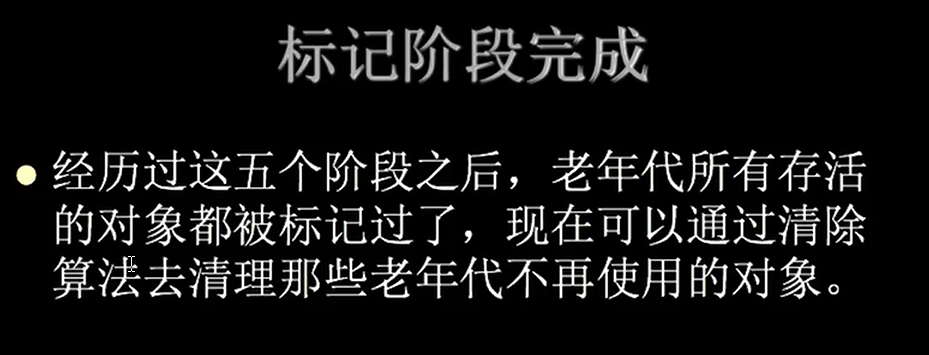 标记阶段完成
经历过这五个阶段之后，老年代所有存活
的对象都被标记过了，现在可以通过清除
算法去清理那些老年代不再使用的对象。